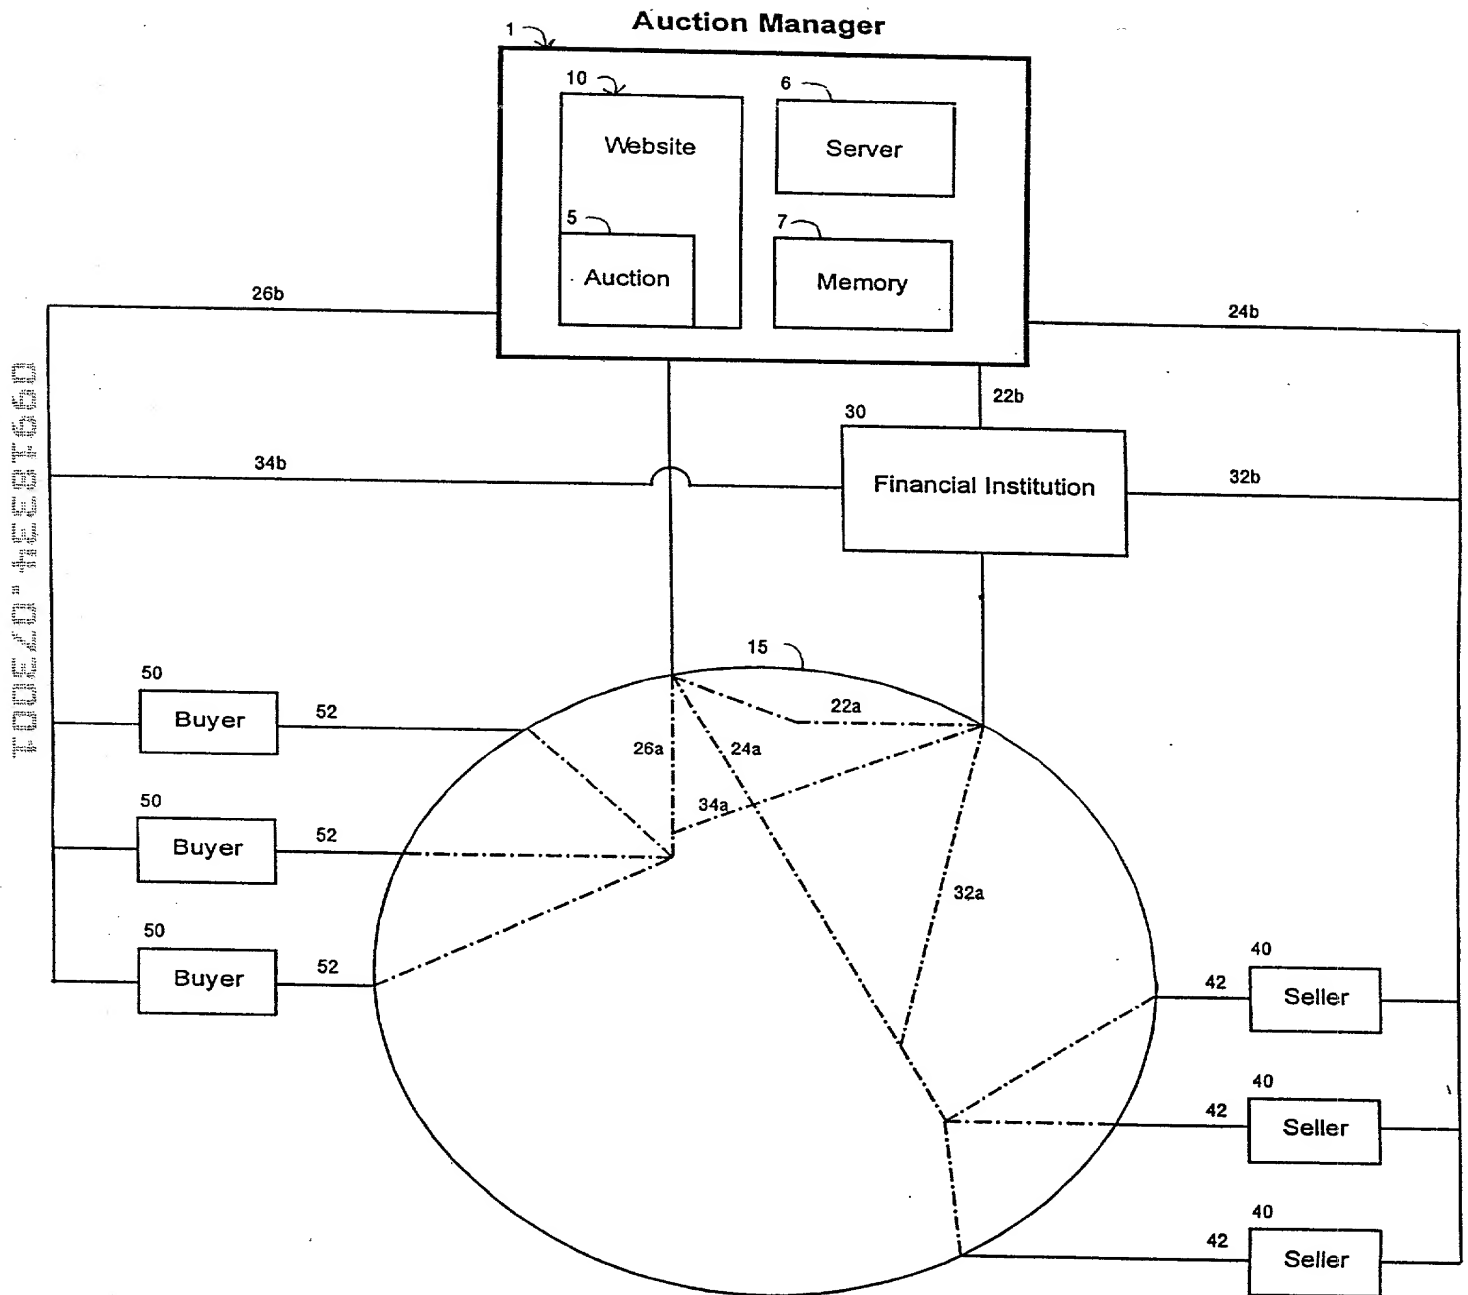 Auction Manager
1
10
6
Website
Server
5
7
Auction
Memory
26b
24b
22b
30
34b
Financial Institution
32b
15
50
Buyer
52
22a
26a
24a
34a
50
Buyer
52
32a
50
Buyer
52
40
42
Seller
40
42
Seller
40
42
Seller
09918334.073001